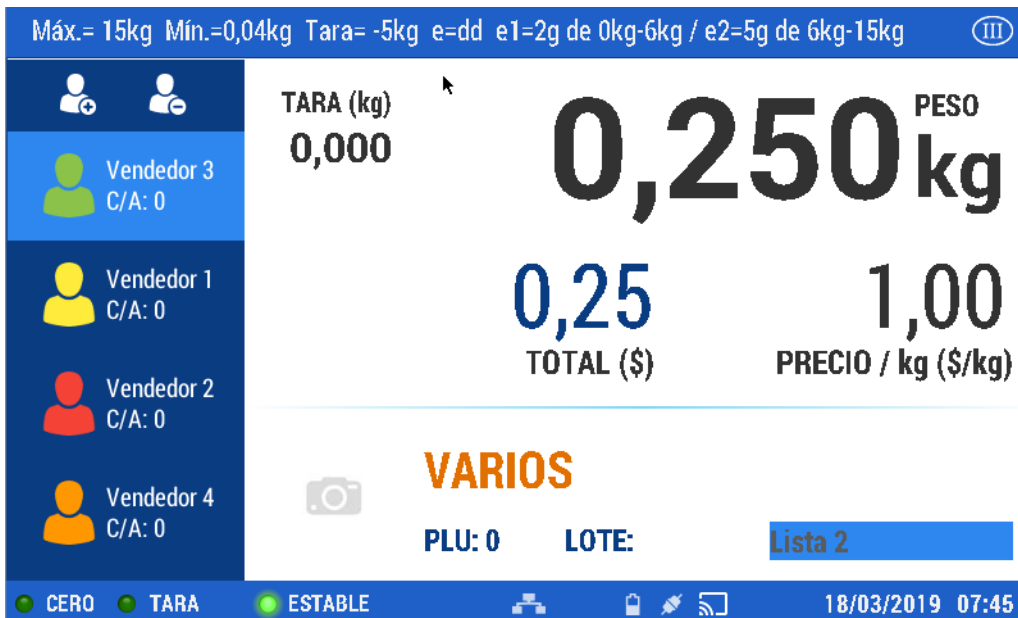 Máx.= 15kg Mín.=0,04kg Tara= -5kg e=dd e1=2g de 0kg-6kg / e2=5g de 6kg-15kg III
Vendedor 3
C/A: 0
Vendedor 1
C/A: 0
Vendedor 2
C/A: 0
Vendedor 4
C/A: 0
TARA (kg)
0,000
PESO
0,250 kg
0,25
TOTAL ($)
1,00
PRECIO / kg ($/kg)
VARIOS
PLU: 0 LOTE: Lista 2
CERO TARA ESTABLE 18/03/2019 07:45